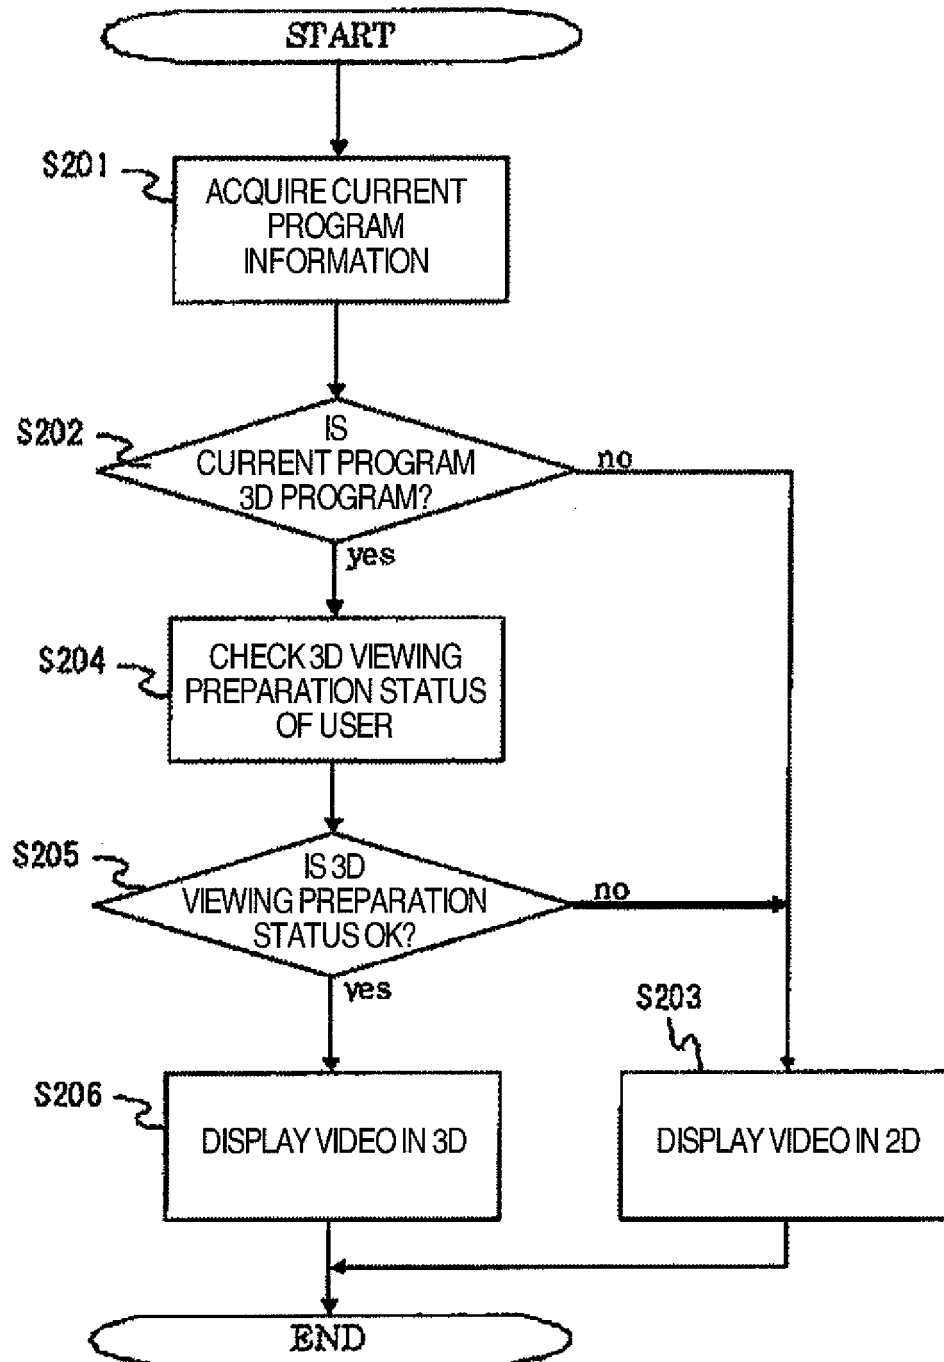 START
S201
ACQUIRE CURRENT
PROGRAM
INFORMATION
S202
IS
CURRENT PROGRAM
3D PROGRAM?
no
yes
S204
CHECK 3D VIEWING
PREPARATION STATUS
OF USER
S205
IS 3D
VIEWING PREPARATION
STATUS OK?
no
yes
S203
S206
DISPLAY VIDEO IN 3D
DISPLAY VIDEO IN 2D
END